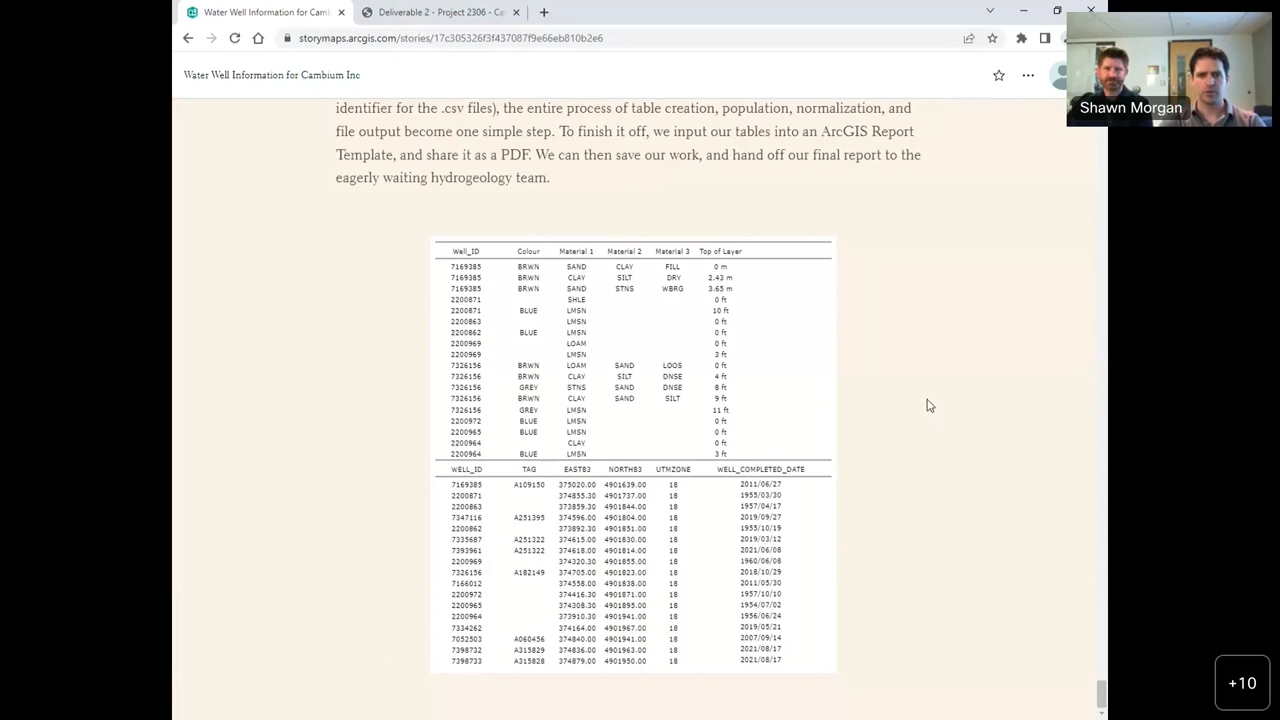 Water Well Information for Camb
Deliverable 2 - Project 2306 - Ca
storymaps.arcgis.com/stories/17c305326f3f437087f9e66eb810b2e6
Water Well Information for Cambium Inc
Shawn Morgan
identifier for the .csv files), the entire process of table creation, population, normalization, and
file output become one simple step. To finish it off, we input our tables into an ArcGIS Report
Template, and share it as a PDF. We can then save our work, and hand off our final report to the
eagerly waiting hydrogeology team.
Well_ID Colour Material 1 Material 2 Material 3 Top of Layer
7169385 BRWN SAND CLAY FILL 0 m
7169385 BRWN CLAY SILT DRY 2.43 m
7169385 BRWN SAND STNS WBRG 3.65 m
2200871 SHLE 0 ft
2200871 BLUE LMSN 10 ft
2200863 LMSN 0 ft
2200862 BLUE LMSN 0 ft
2200969 LOAM 0 ft
2200969 LMSN 3 ft
7326156 BRWN LOAM SAND LOOS 0 ft
7326156 BRWN CLAY SILT DNSE 4 ft
7326156 GREY STNS SAND DNSE 8 ft
7326156 BRWN CLAY SAND SILT 9 ft
7326156 GREY LMSN 11 ft
2200972 BLUE LMSN 0 ft
2200965 BLUE LMSN 0 ft
2200964 CLAY 0 ft
2200964 BLUE LMSN 3 ft
WELL_ID TAG EAST83 NORTH83 UTMZONE WELL_COMPLETED_DATE
7169385 A109150 375020.00 4901639.00 18 2011/06/27
2200871 374855.30 4901737.00 18 1955/03/30
2200863 373859.30 4901844.00 18 1957/04/17
7347116 A251395 374596.00 4901804.00 18 2019/09/27
2200862 373892.30 4901851.00 18 1955/10/19
7335687 A251322 374615.00 4901830.00 18 2019/03/12
7393961 A251322 374618.00 4901814.00 18 2021/06/08
2200969 374320.30 4901855.00 18 1960/06/08
7326156 A182149 374705.00 4901823.00 18 2018/10/29
7166012 374558.00 4901838.00 18 2011/05/30
2200972 374416.30 4901871.00 18 1957/10/10
2200965 374308.30 4901895.00 18 1954/07/02
2200964 373910.30 4901941.00 18 1956/06/24
7334262 374164.00 4901967.00 18 2019/05/21
7052503 A060456 374840.00 4901941.00 18 2007/09/14
7398732 A315829 374836.00 4901963.00 18 2021/08/17
7398733 A315828 374879.00 4901950.00 18 2021/08/17
+10